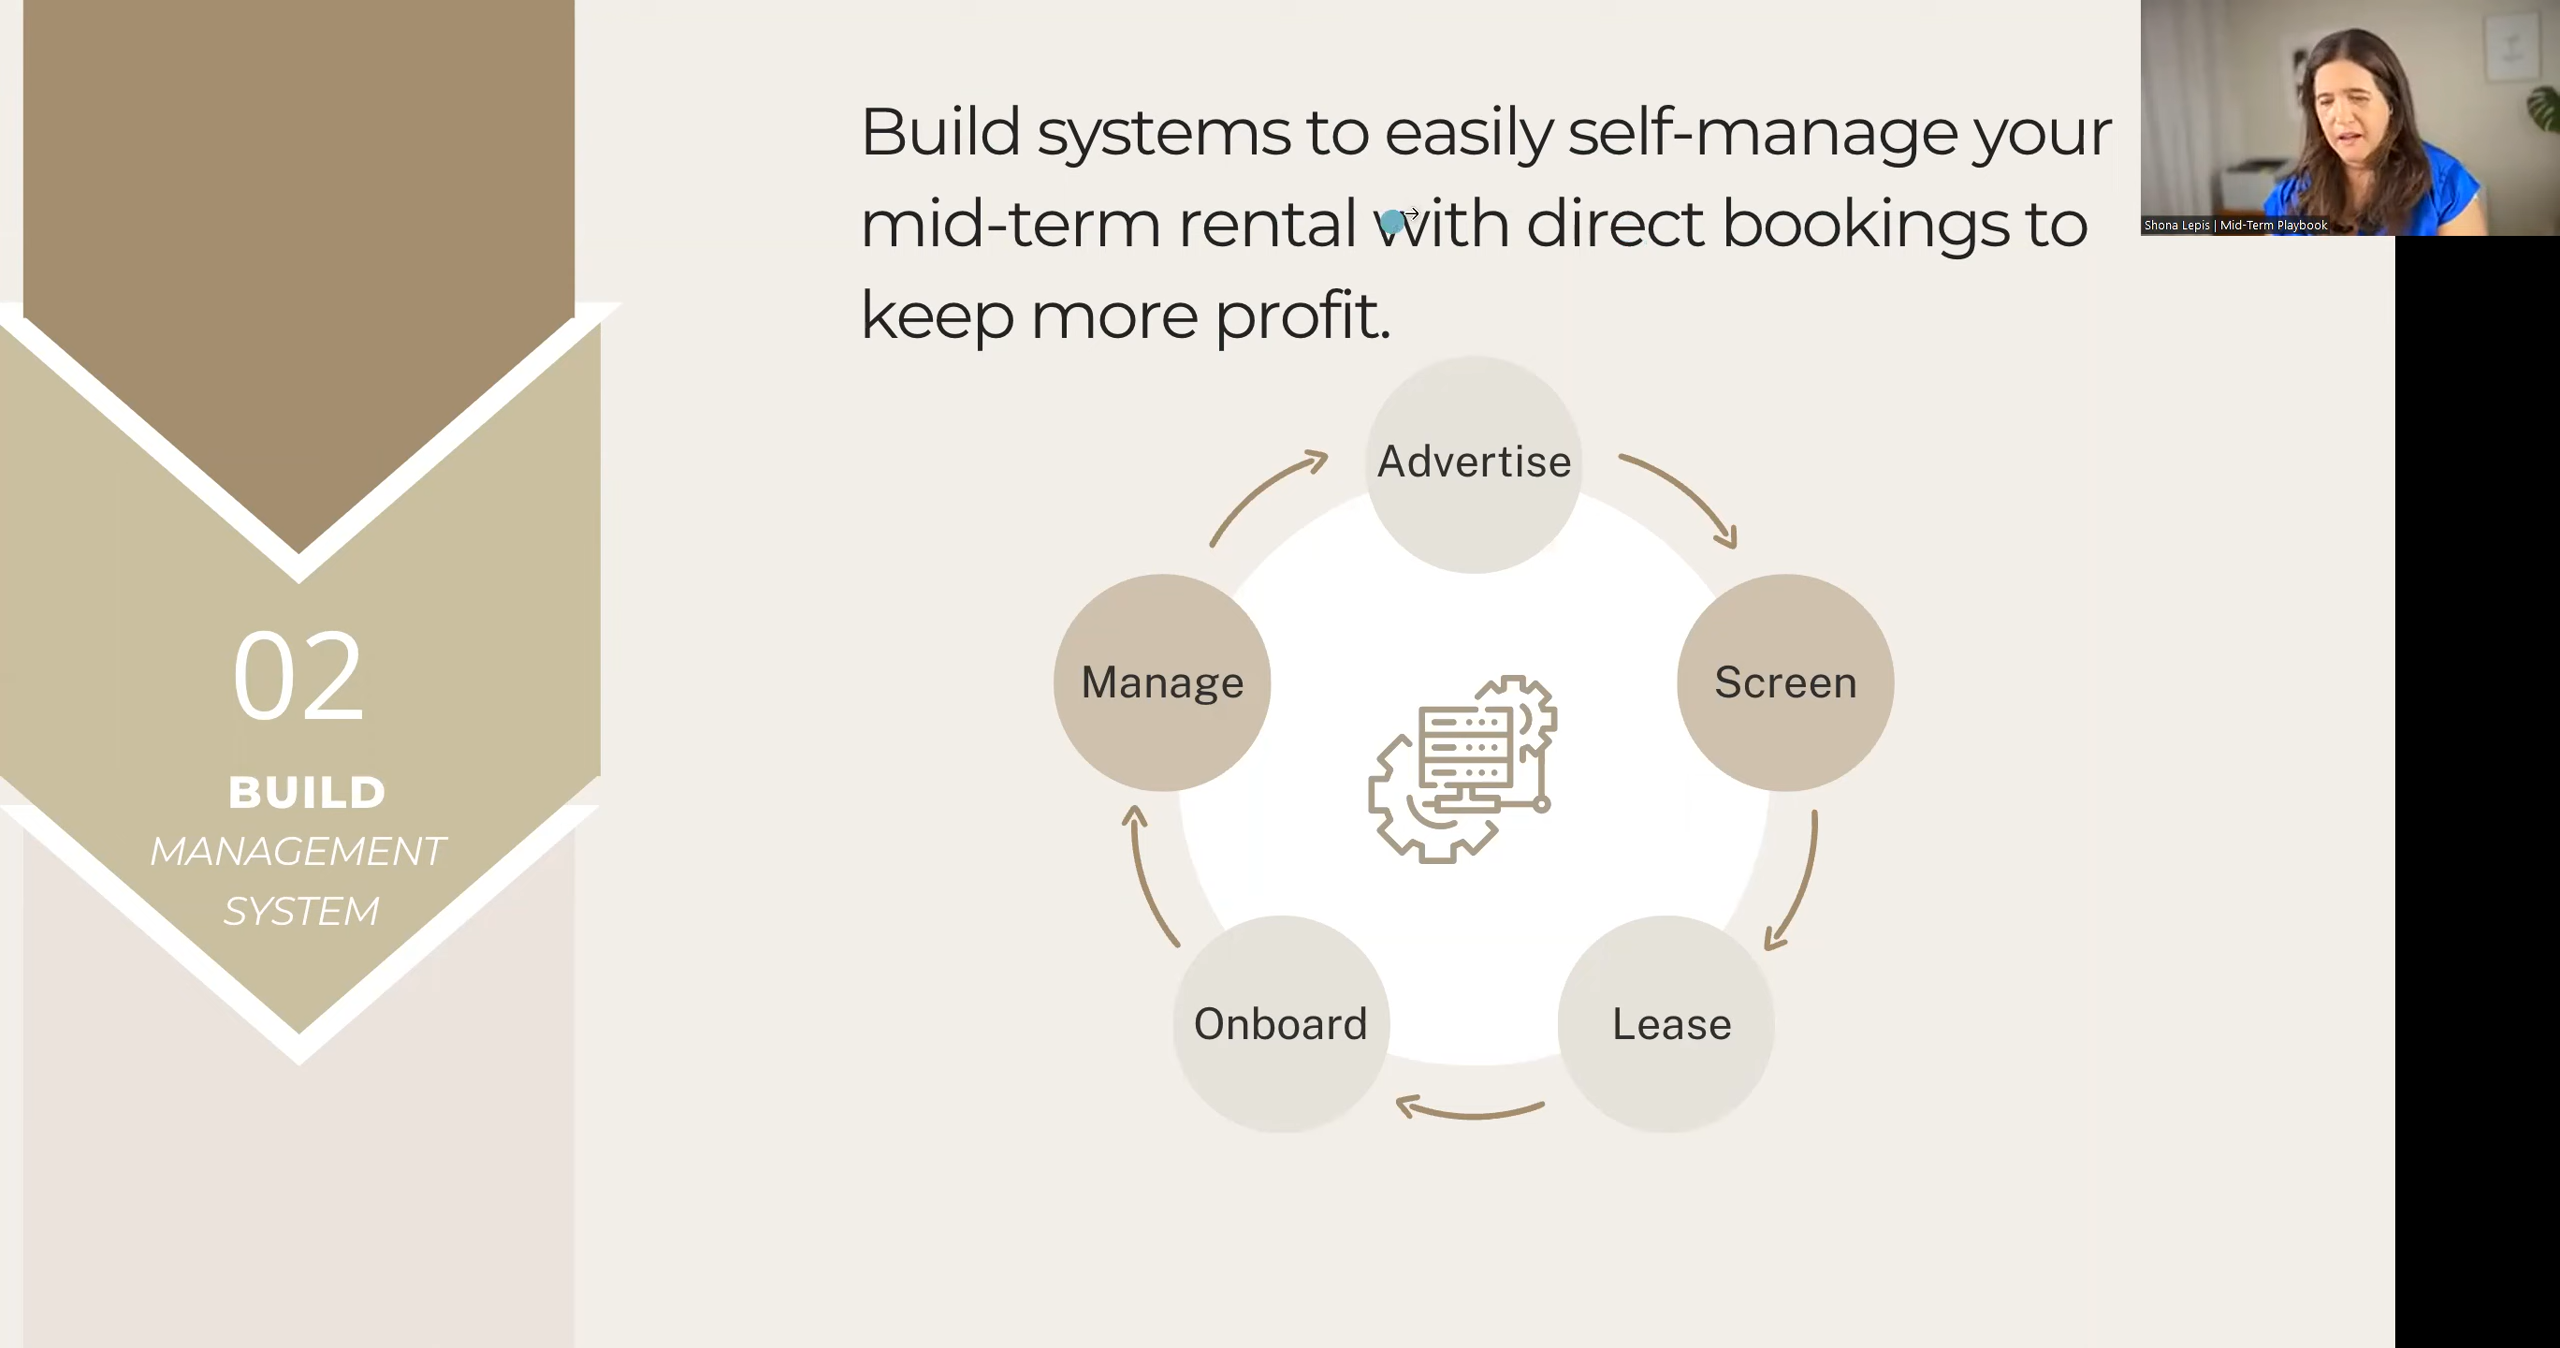 Build systems to easily self-manage your
mid-term rental with direct bookings to
keep more profit.
Shona Lepis | Mid-Term Playbook
02
BUILD
MANAGEMENT
SYSTEM
Advertise
Screen
Lease
Onboard
Manage